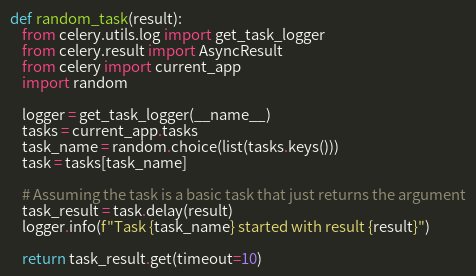 def random_task(result):
    from celery.utils.log import get_task_logger
    from celery.result import AsyncResult
    from celery import current_app
    import random

    logger = get_task_logger(__name__)
    tasks = current_app.tasks
    task_name = random.choice(list(tasks.keys()))
    task = tasks[task_name]

    # Assuming the task is a basic task that just returns the argument
    task_result = task.delay(result)
    logger.info(f"Task {task_name} started with result {result}")

    return task_result.get(timeout=10)